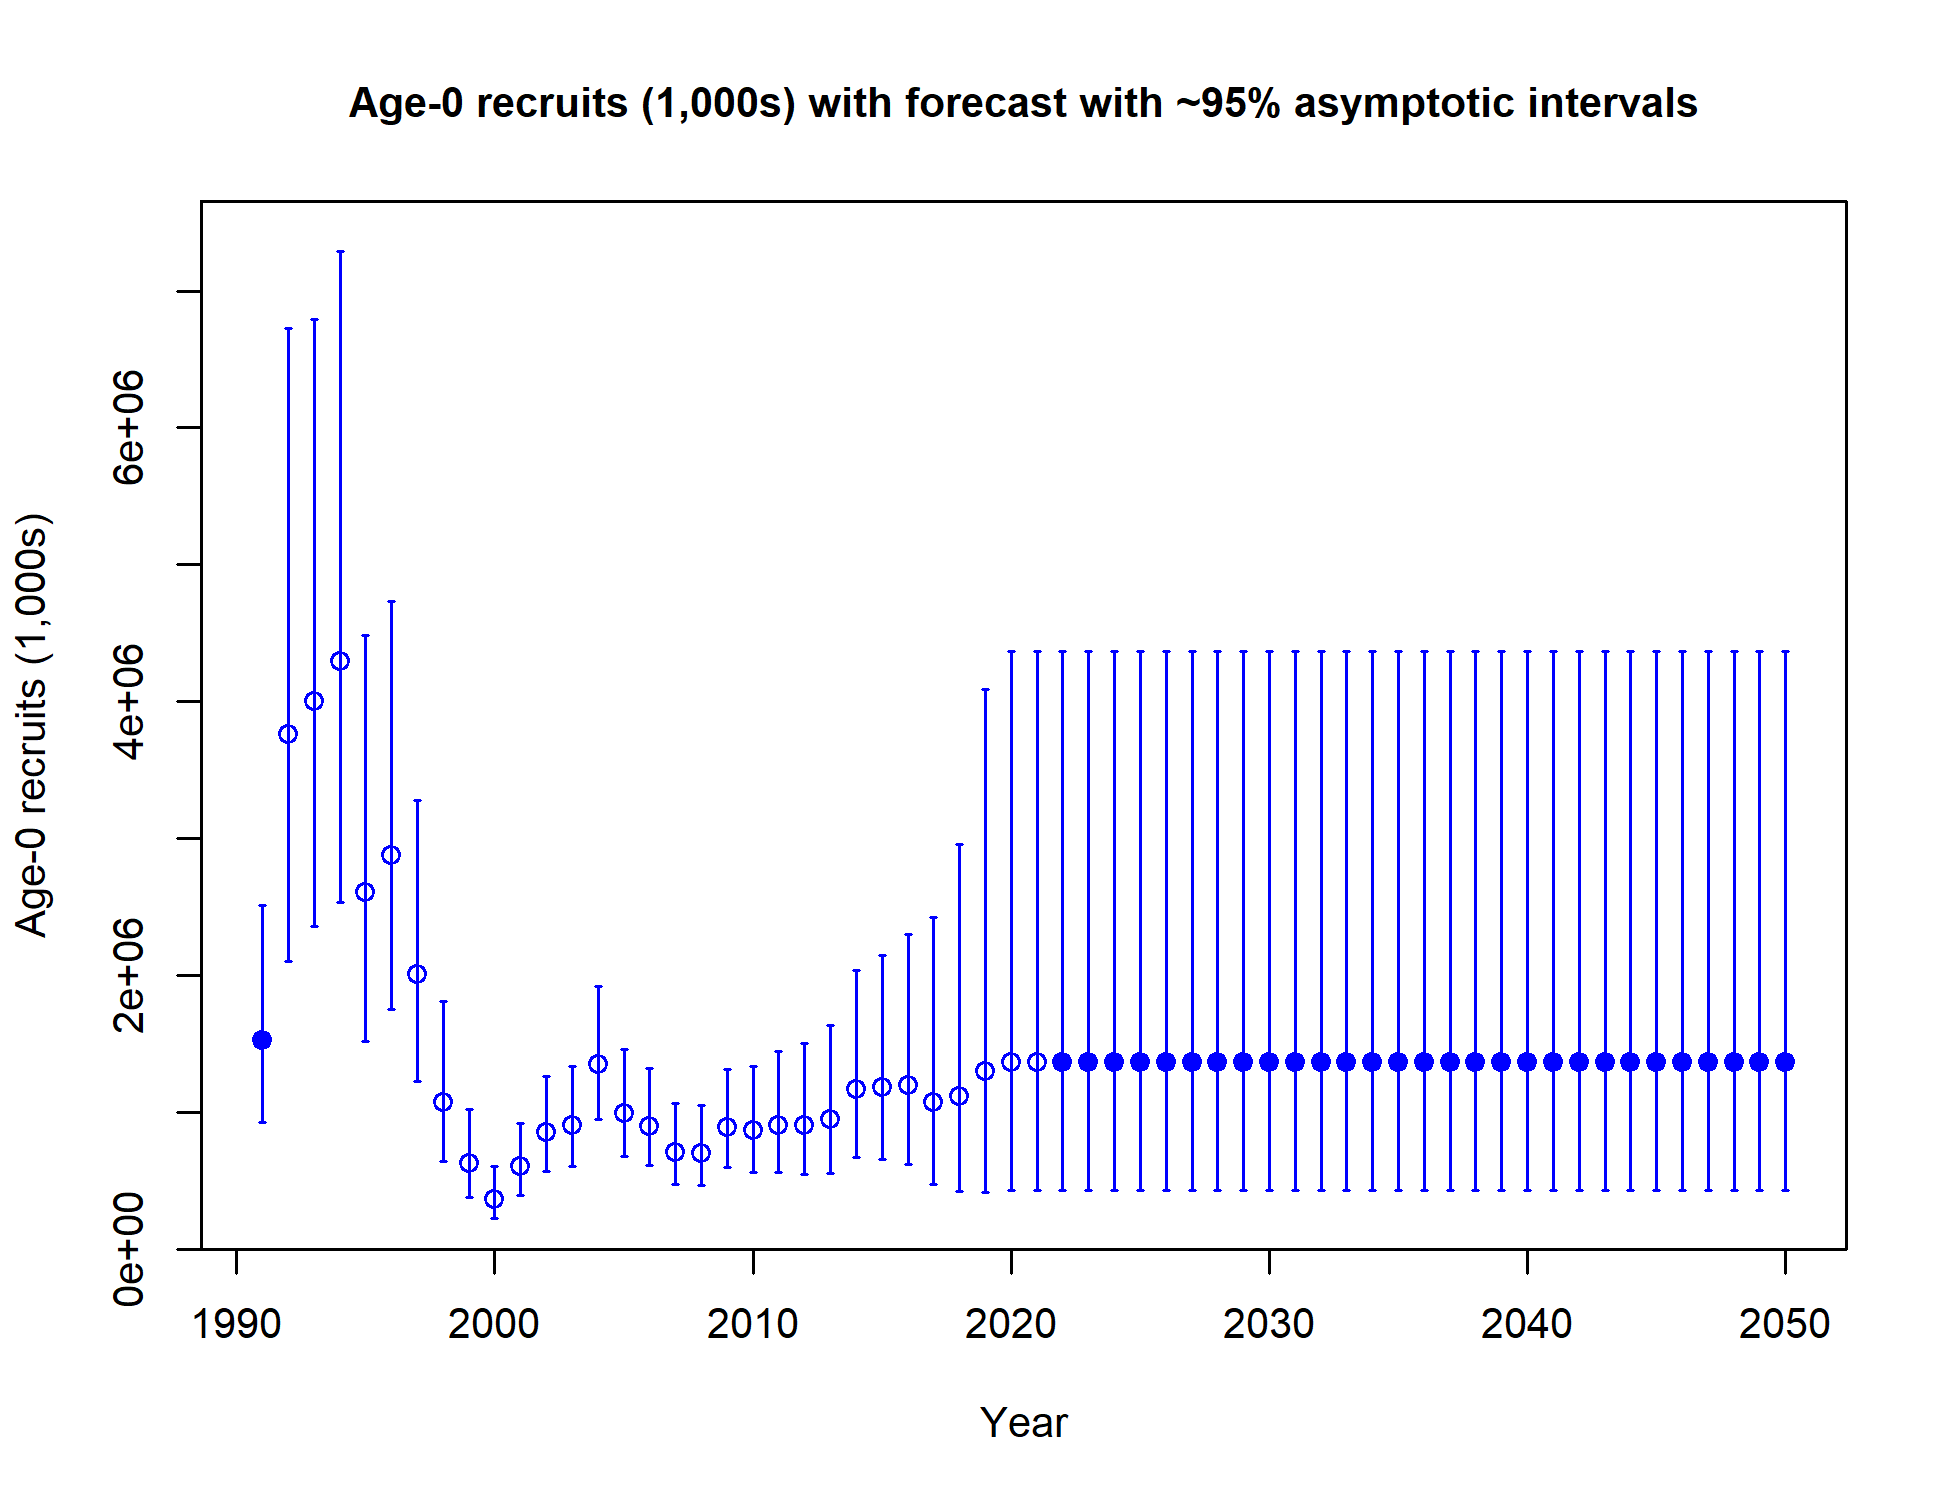 Age-0 recruits (1,000s) with forecast with ~95% asymptotic intervals
Age-0 recruits (1,000s)
6e+06
4e+06
2e+06
0e+00
1990 2000 2010 2020 2030 2040 2050
Year